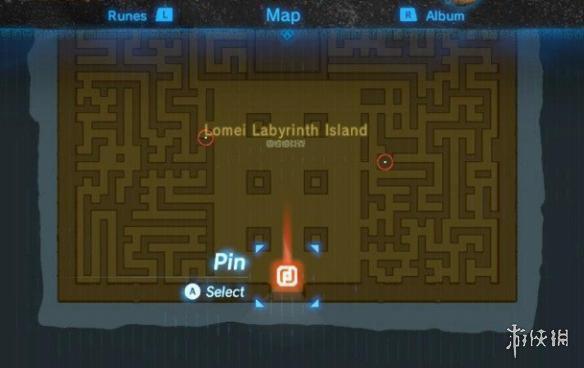 Runes L
Map
R Album
Lomei Labyrinth Island
Pin
A Select
游侠网